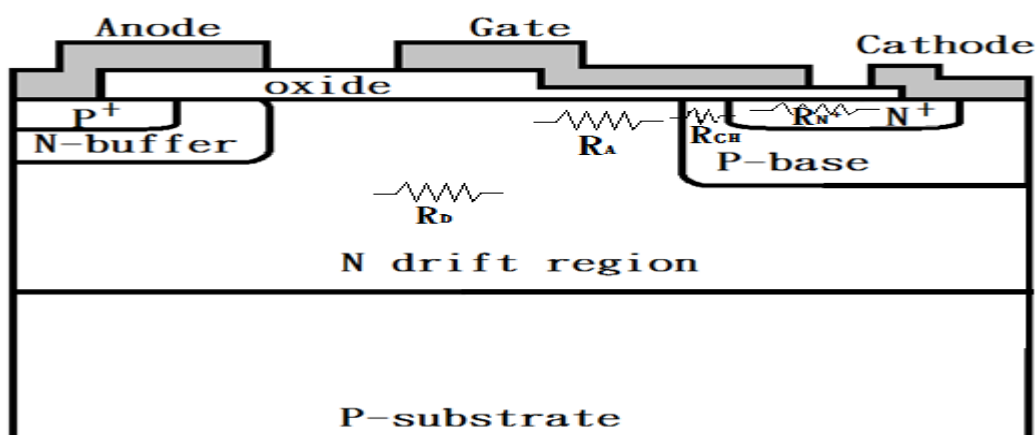 Anode
Gate
Cathode
oxide
P+
N-buffer
RA
RCH
RN+
N+
P-base
RD
N drift region
P-substrate